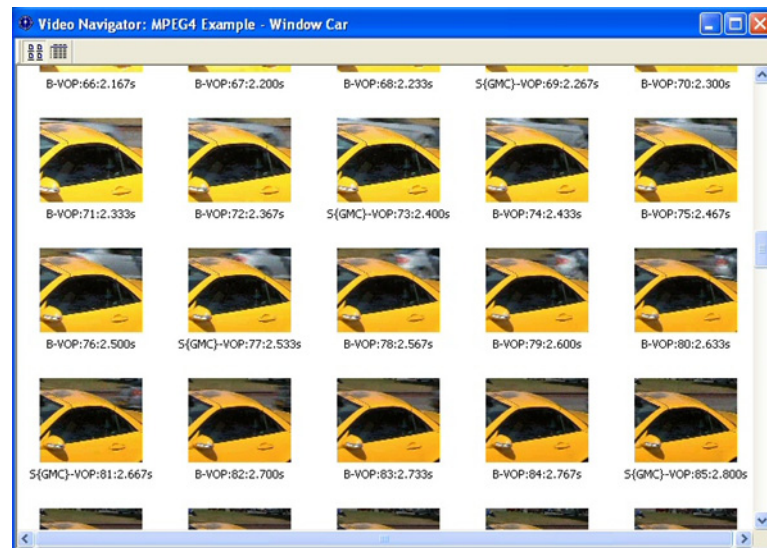 Video Navigator: MPEG4 Example - Window Car
B-VOP:66:2.167s B-VOP:67:2.200s B-VOP:68:2.233s S{GMC}-VOP:69:2.267s B-VOP:70:2.300s
B-VOP:71:2.333s B-VOP:72:2.367s S{GMC}-VOP:73:2.400s B-VOP:74:2.433s B-VOP:75:2.467s
B-VOP:76:2.500s S{GMC}-VOP:77:2.533s B-VOP:78:2.567s B-VOP:79:2.600s B-VOP:80:2.633s
S{GMC}-VOP:81:2.667s B-VOP:82:2.700s B-VOP:83:2.733s B-VOP:84:2.767s S{GMC}-VOP:85:2.800s